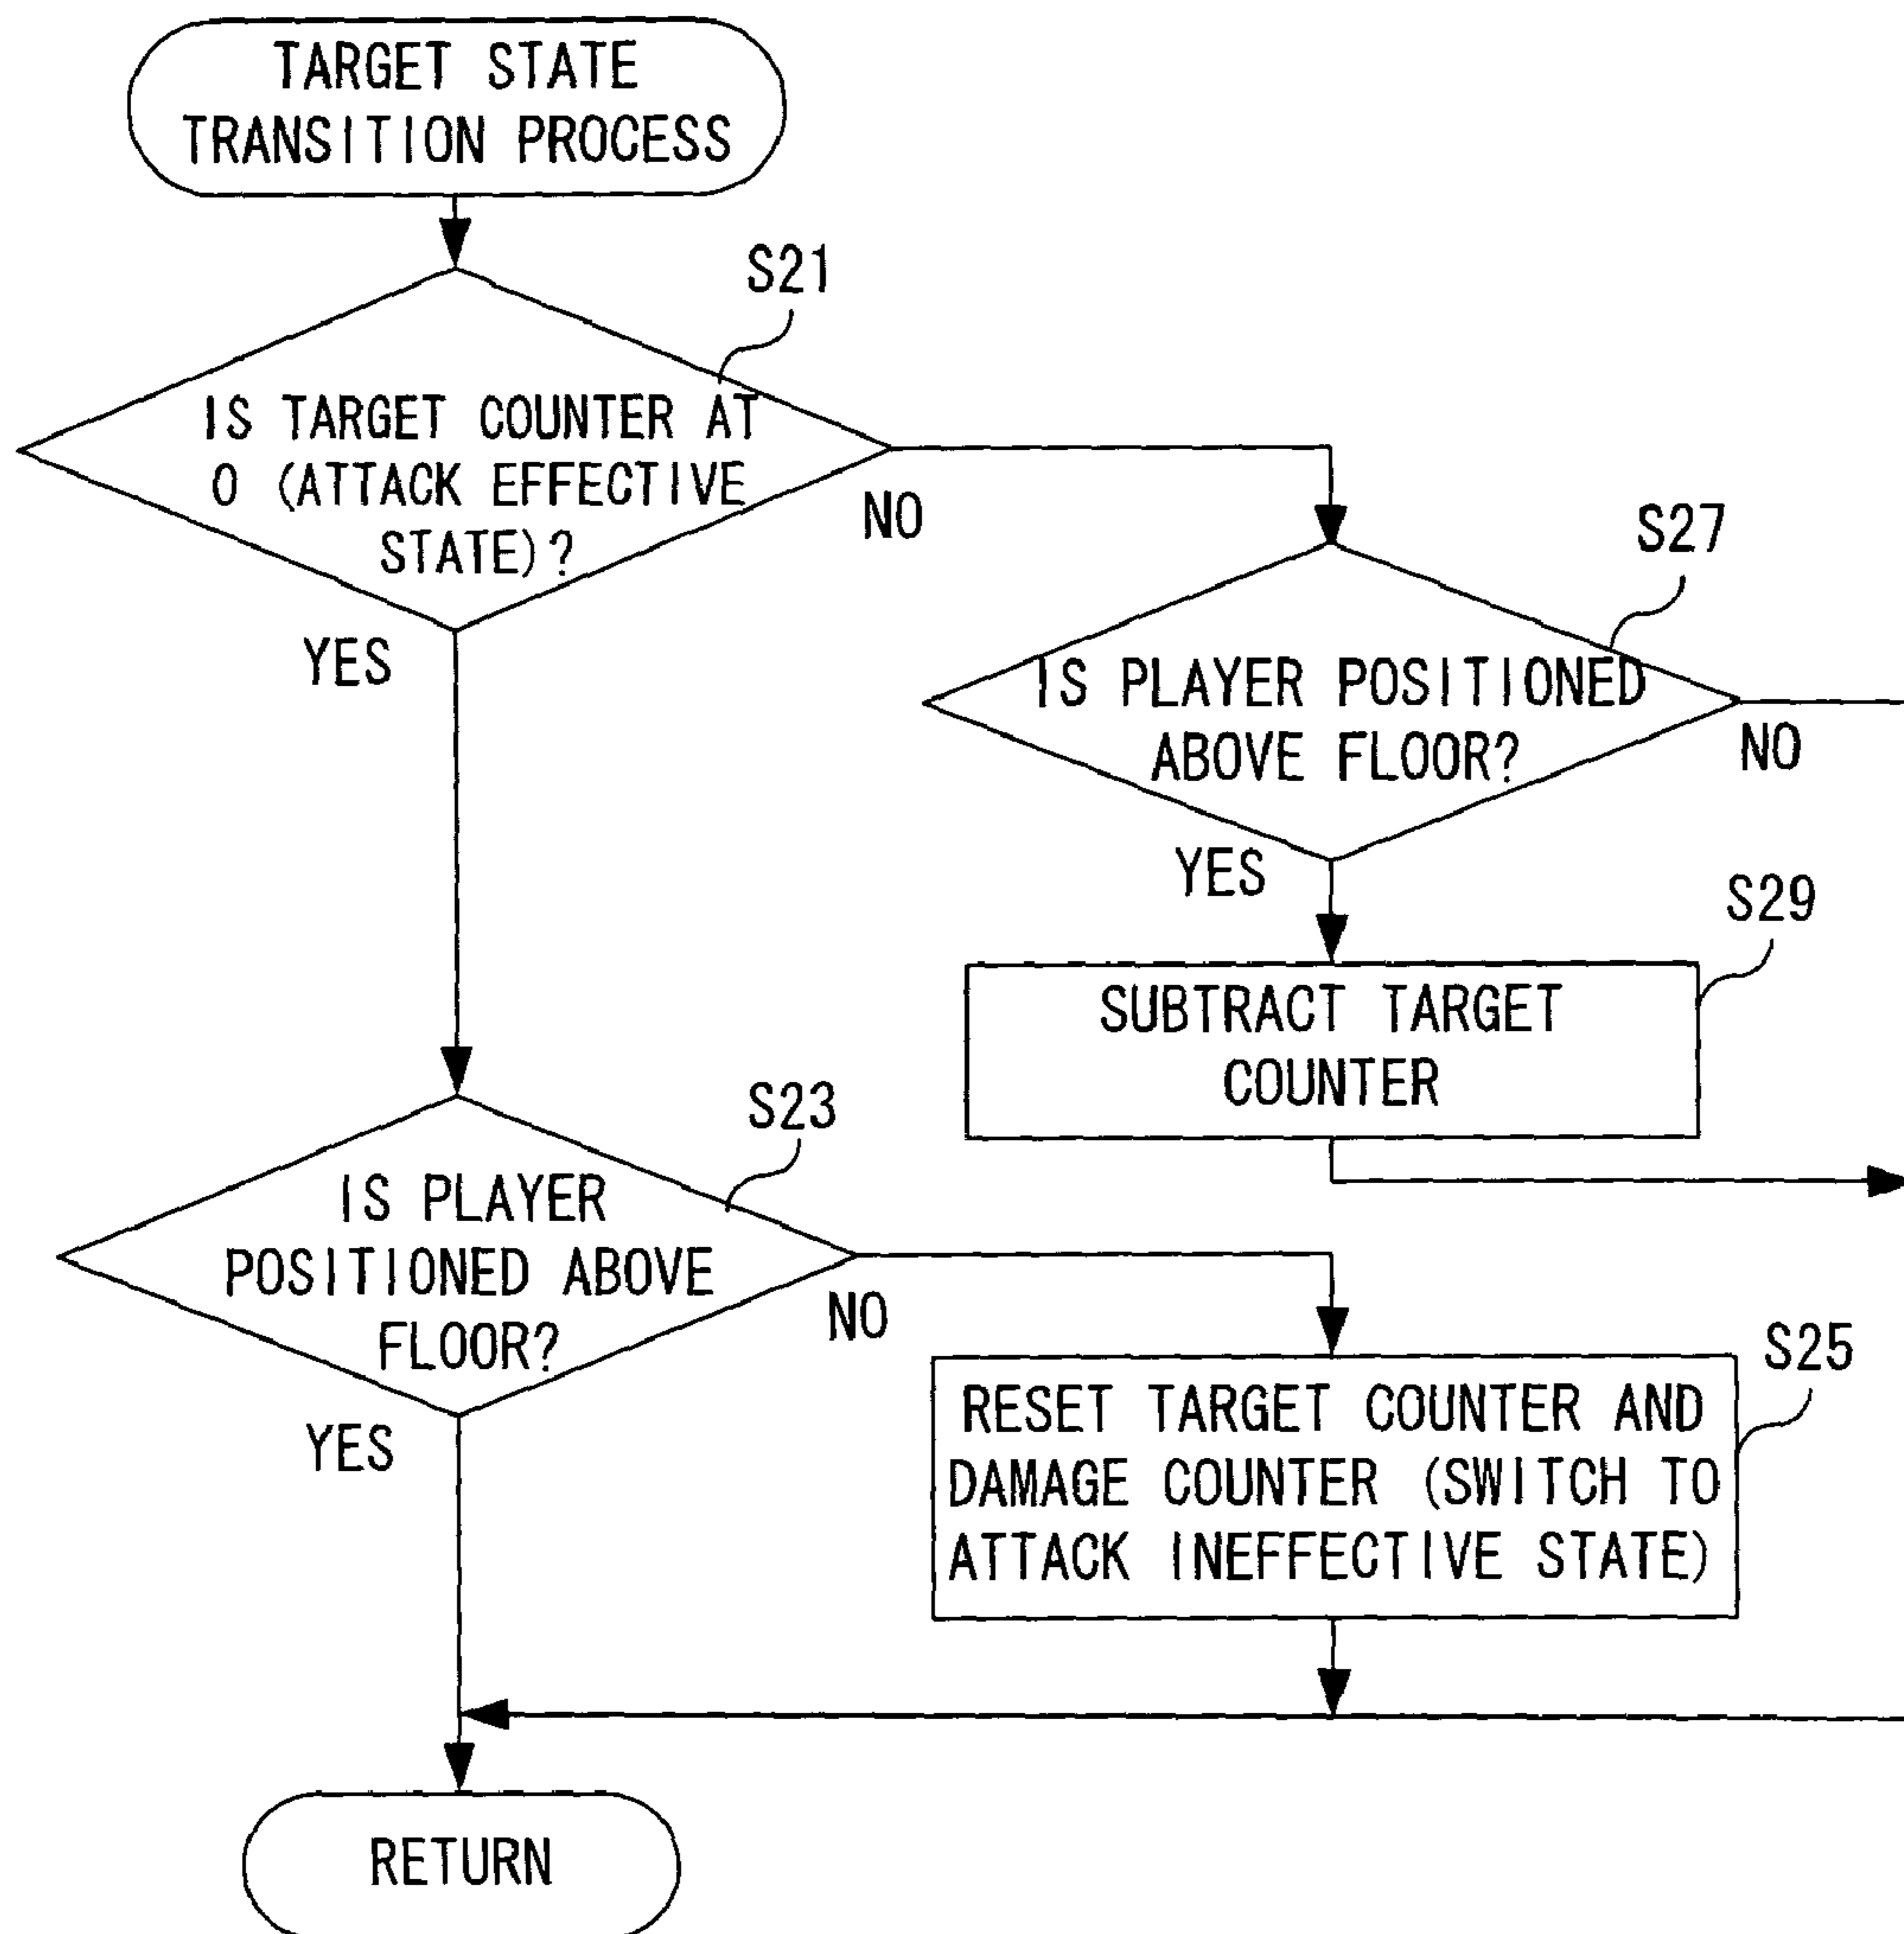 TARGET STATE
TRANSITION PROCESS
S21
IS TARGET COUNTER AT
0 (ATTACK EFFECTIVE
STATE)?
NO
YES
S27
IS PLAYER POSITIONED
ABOVE FLOOR?
NO
YES
S29
SUBTRACT TARGET
COUNTER
S23
IS PLAYER
POSITIONED ABOVE
FLOOR?
NO
YES
S25
RESET TARGET COUNTER AND
DAMAGE COUNTER (SWITCH TO
ATTACK INEFFECTIVE STATE)
RETURN